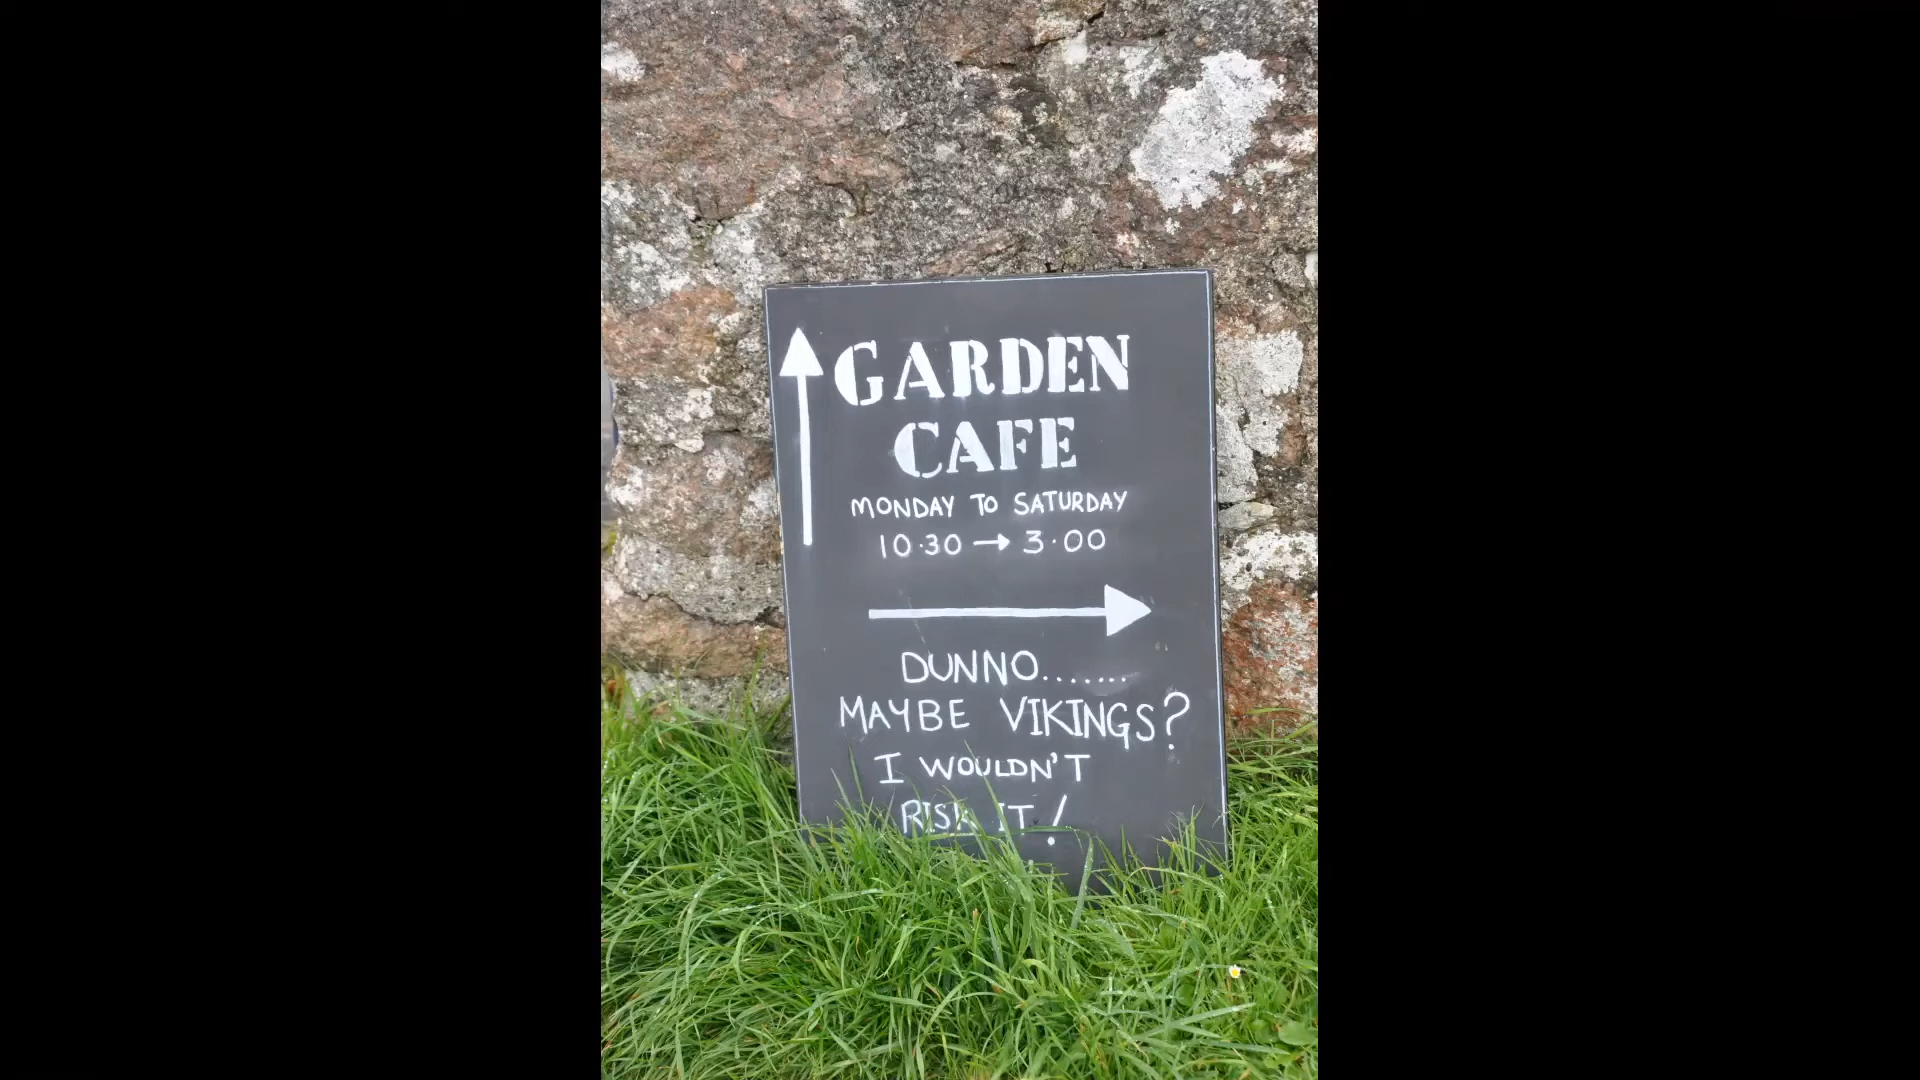 GARDEN
CAFE
MONDAY TO SATURDAY
10·30 → 3·00
DUNNO.......
MAYBE VIKINGS?
I WOULDN'T
RISK IT!